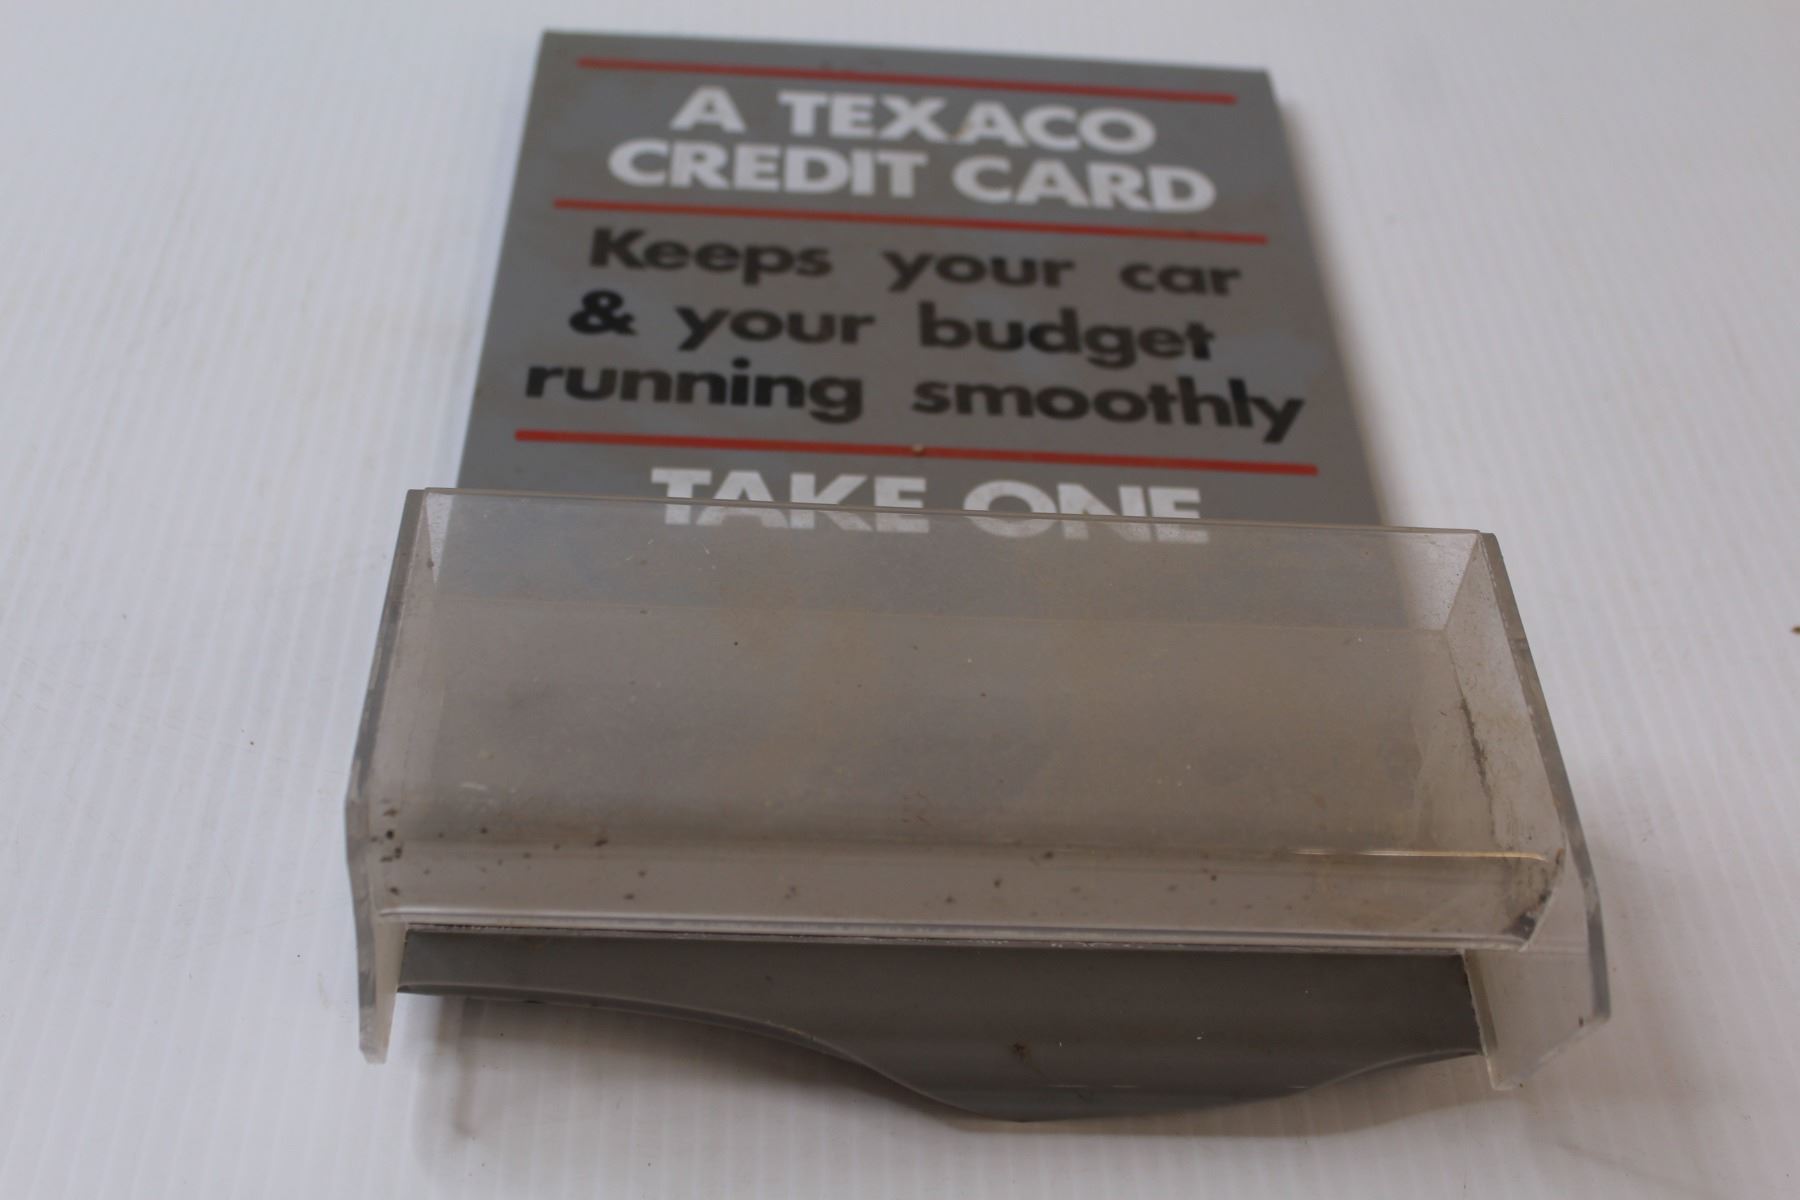 A TEXACO
CREDIT CARD
Keeps your car
& your budget
running smoothly
TAKE ONE